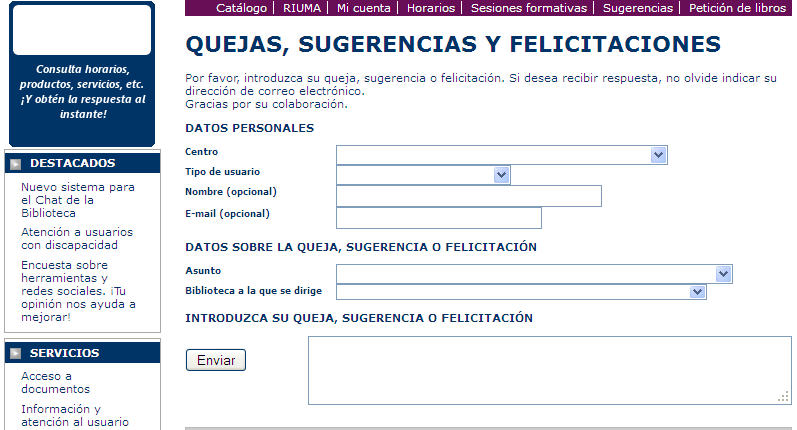 Catálogo | RIUMA | Mi cuenta | Horarios | Sesiones formativas | Sugerencias | Petición de libros
Consulta horarios,
productos, servicios, etc.
¡Y obtén la respuesta al
instante!
DESTACADOS
Nuevo sistema para
el Chat de la
Biblioteca
Atención a usuarios
con discapacidad
Encuesta sobre
herramientas y
redes sociales. ¡Tu
opinión nos ayuda a
mejorar!
SERVICIOS
Acceso a
documentos
Información y
atención al usuario
QUEJAS, SUGERENCIAS Y FELICITACIONES
Por favor, introduzca su queja, sugerencia o felicitación. Si desea recibir respuesta, no olvide indicar su
dirección de correo electrónico.
Gracias por su colaboración.
DATOS PERSONALES
Centro
Tipo de usuario
Nombre (opcional)
E-mail (opcional)
DATOS SOBRE LA QUEJA, SUGERENCIA O FELICITACIÓN
Asunto
Biblioteca a la que se dirige
INTRODUZCA SU QUEJA, SUGERENCIA O FELICITACIÓN
Enviar